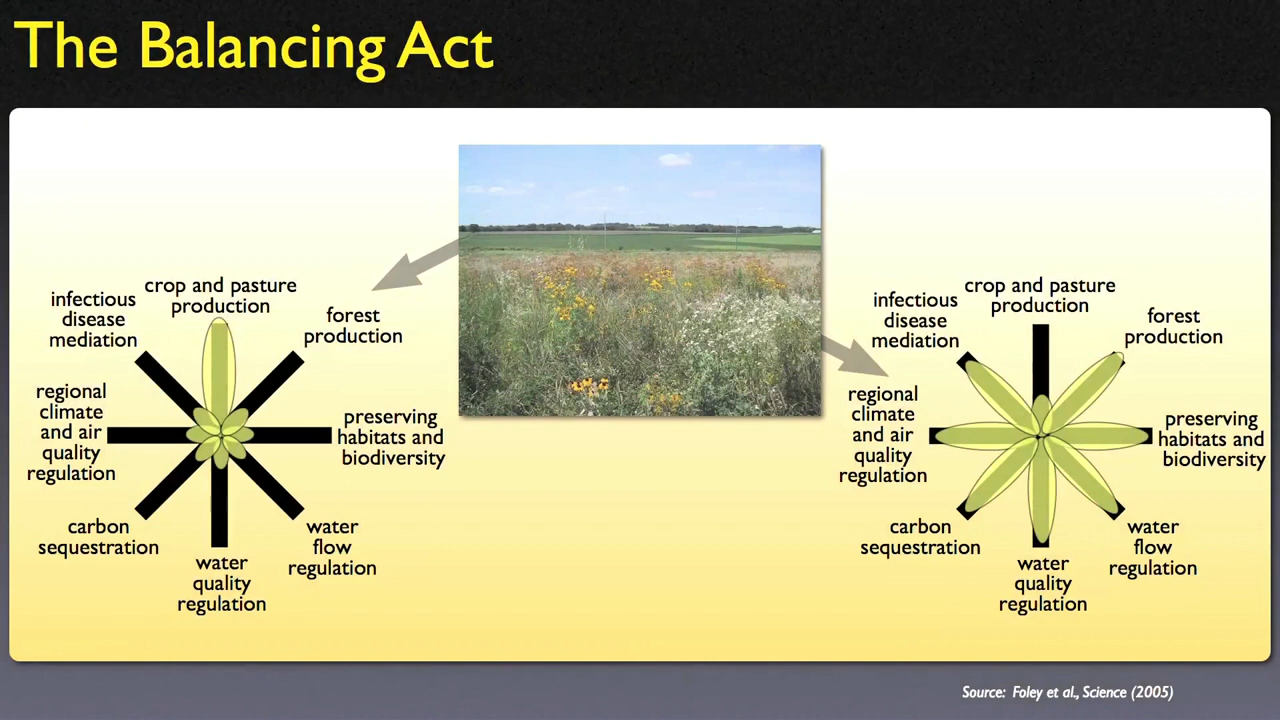 The Balancing Act
crop and pasture
production
infectious
disease
mediation
forest
production
regional
climate
and air
quality
regulation
preserving
habitats and
biodiversity
carbon
sequestration
water
flow
regulation
water
quality
regulation
crop and pasture
production
infectious
disease
mediation
forest
production
regional
climate
and air
quality
regulation
preserving
habitats and
biodiversity
carbon
sequestration
water
flow
regulation
water
quality
regulation
Source: Foley et al., Science (2005)